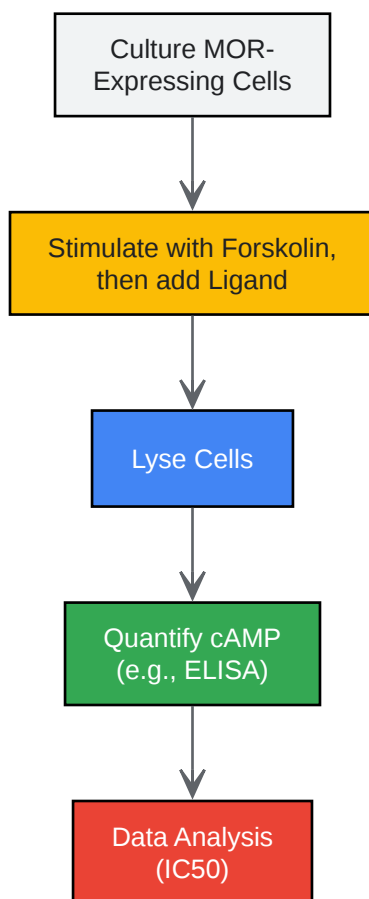 Culture MOR-
Expressing Cells
Stimulate with Forskolin,
then add Ligand
Lyse Cells
Quantify cAMP
(e.g., ELISA)
Data Analysis
(IC50)